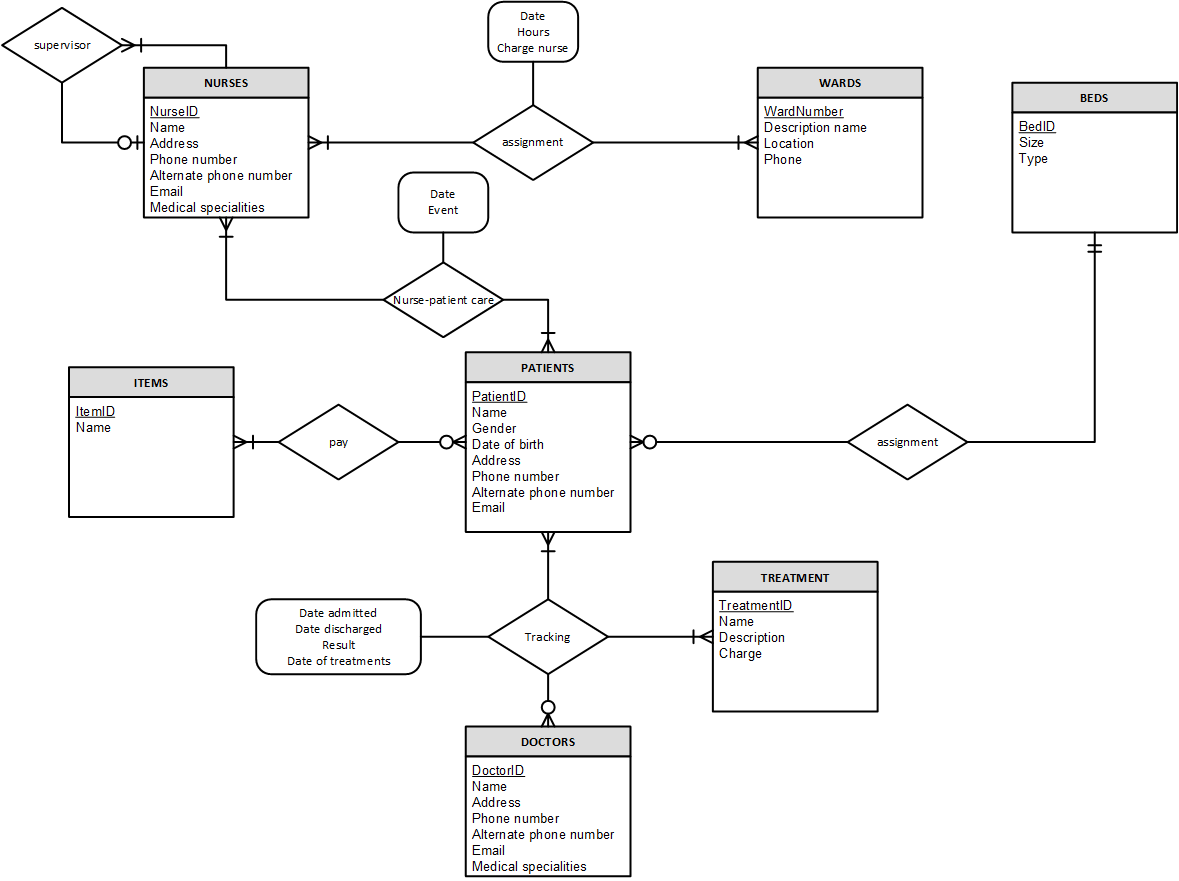 Date
Hours
Charge nurse
supervisor
NURSES
NurseID
Name
Address
Phone number
Alternate phone number
Email
Medical specialities
assignment
WARDS
WardNumber
Description name
Location
Phone
BEDS
BedID
Size
Type
Date
Event
Nurse-patient care
ITEMS
ItemID
Name
pay
PATIENTS
PatientID
Name
Gender
Date of birth
Address
Phone number
Alternate phone number
Email
assignment
Date admitted
Date discharged
Result
Date of treatments
Tracking
TREATMENT
TreatmentID
Name
Description
Charge
DOCTORS
DoctorID
Name
Address
Phone number
Alternate phone number
Email
Medical specialities